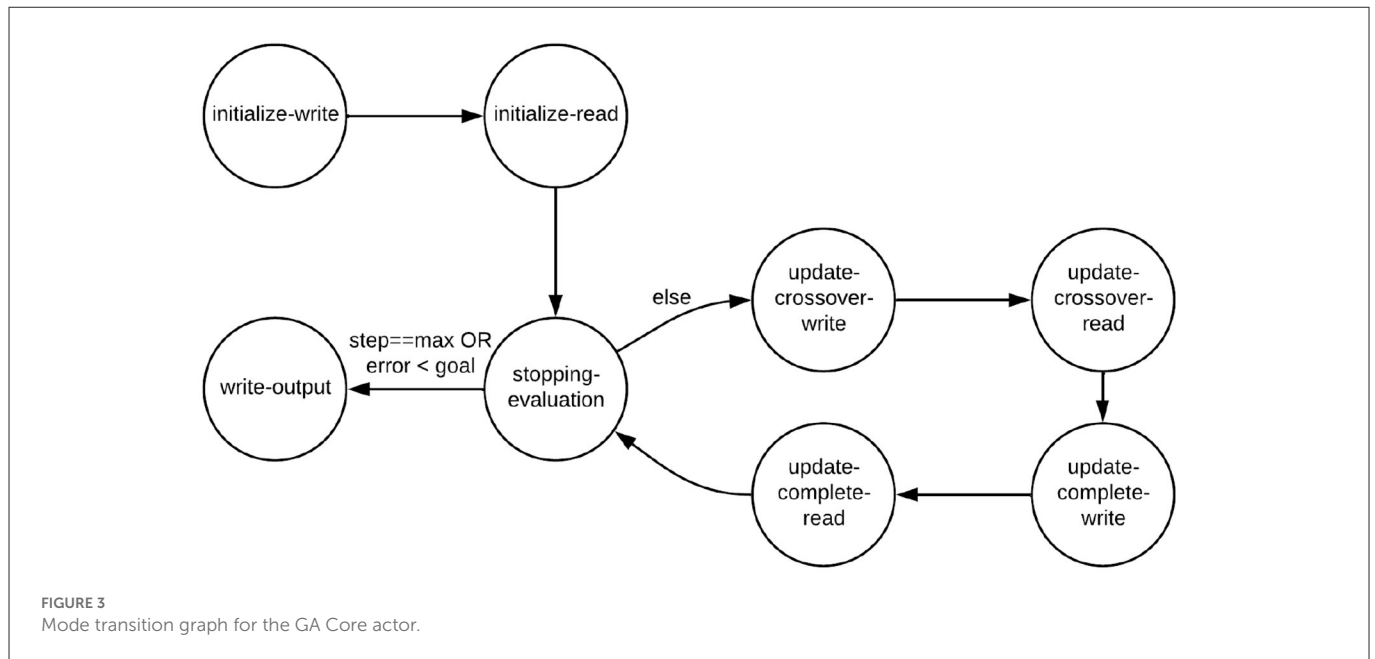 initialize-write
initialize-read
else
update-
crossover-
write
update-
crossover-
read
step==max OR
error < goal
write-output
stopping-
evaluation
update-
complete-
read
update-
complete-
write
FIGURE 3
Mode transition graph for the GA Core actor.